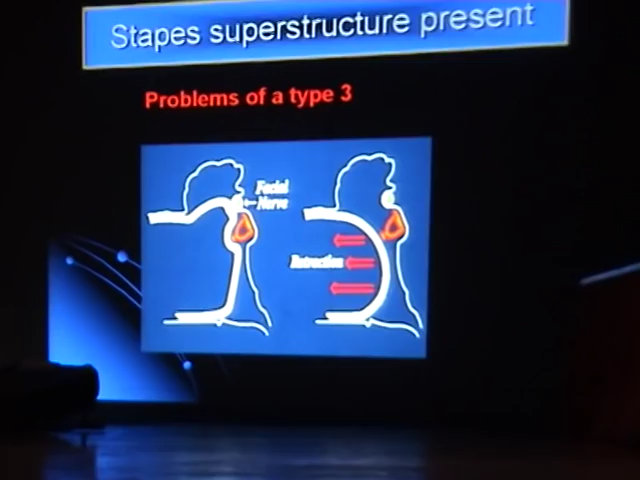 Stapes superstructure present
Problems of a type 3
Facial
Nerve
Retraction